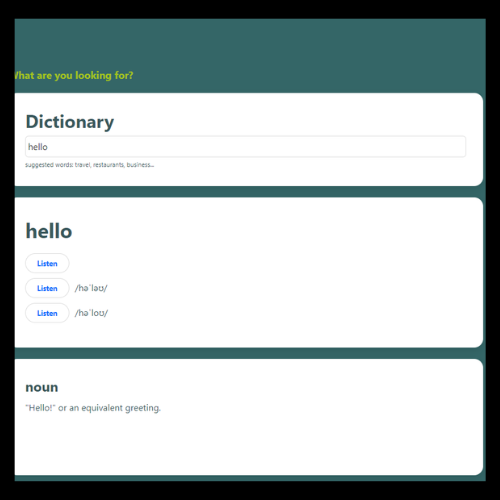 What are you looking for?
Dictionary
hello
suggested words: travel, restaurants, business...
hello
Listen
Listen /həˈləʊ/
Listen /həˈloʊ/
noun
"Hello!" or an equivalent greeting.